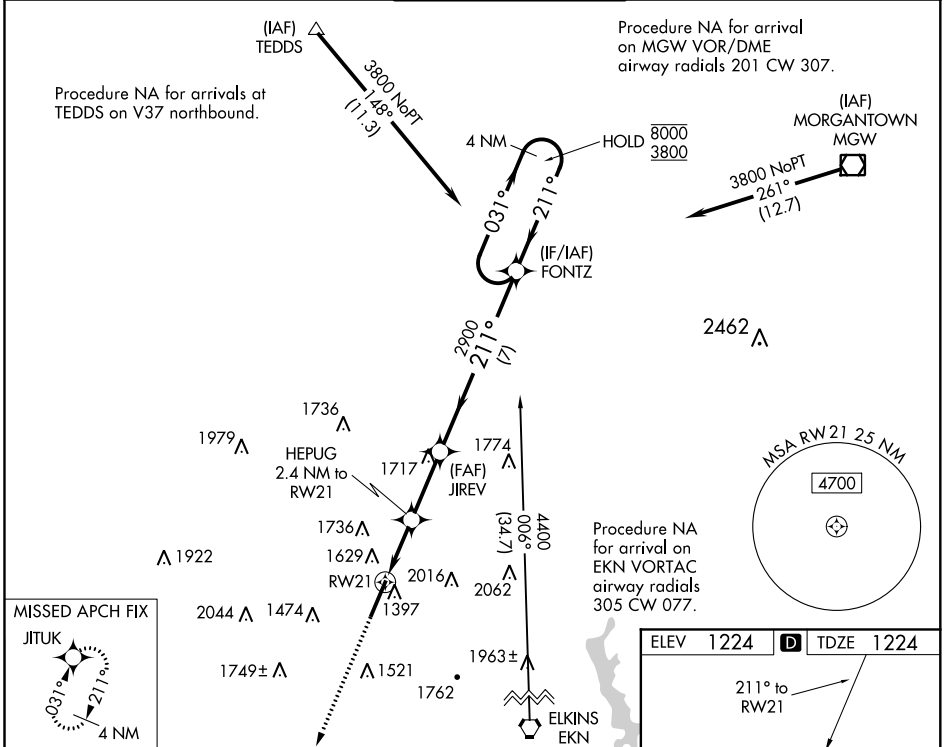 (IAF)
TEDDS
Procedure NA for arrival
on MGW VOR/DME
airway radials 201 CW 307.
Procedure NA for arrivals at
TEDDS on V37 northbound.
3800 NoPT
148°
(11.3)
(IAF)
MORGANTOWN
MGW
4 NM
HOLD 8000
3800
3800 NoPT
261°
(12.7)
031°
211°
(IF/IAF)
FONTZ
2900
211°
(7)
2462
1736
1979
HEPUG
2.4 NM to
RW21
1717
(FAF)
JIREV
1774
MSA RW21 25 NM
4700
4400
006°
(34.7)
1736
1922
1629
RW21
2016
2062
1397
Procedure NA
for arrival on
EKN VORTAC
airway radials
305 CW 077.
2044
1474
MISSED APCH FIX
JITUK
031°
211°
4 NM
1749±
1521
1762
1963±
ELKINS
EKN
ELEV 1224 D TDZE 1224
211° to
RW21